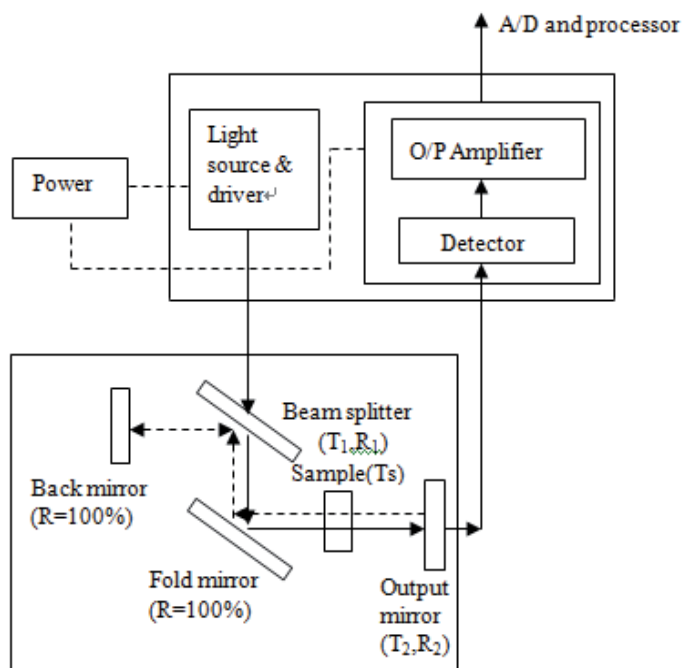 A/D and processor
Light
source &
driver↵
Power
O/P Amplifier
Detector
Beam splitter
(T₁,R₁)
Sample(Ts)
Back mirror
(R=100%)
Fold mirror
(R=100%)
Output
mirror
(T₂,R₂)